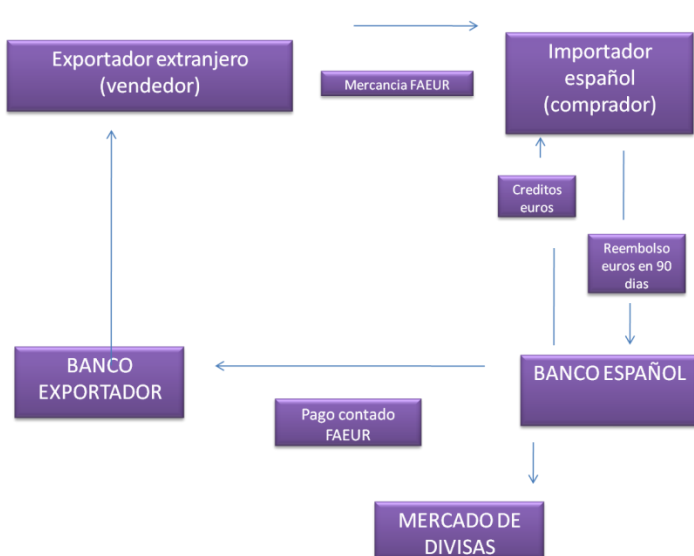 Exportador extranjero
(vendedor)
Mercancia FAEUR
Importador
español
(comprador)
Creditos
euros
Reembolso
euros en 90
dias
BANCO
EXPORTADOR
Pago contado
FAEUR
BANCO ESPAÑOL
MERCADO DE
DIVISAS